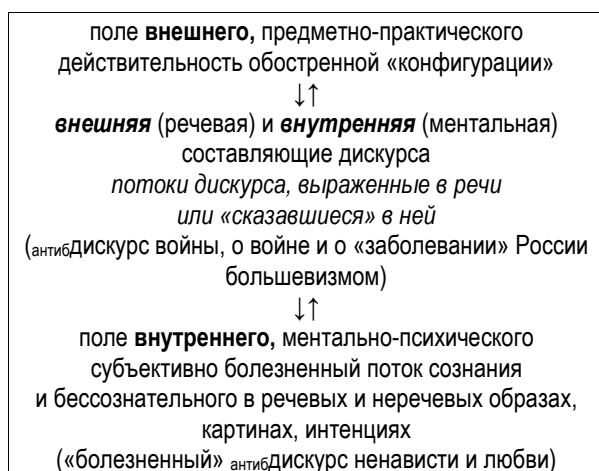 поле внешнего, предметно-практического
действительность обостренной «конфигурации»
↓↑
внешняя (речевая) и внутренняя (ментальная)
составляющие дискурса
потоки дискурса, выраженные в речи
или «сказавшиеся» в ней
(антибдискурс войны, о войне и о «заболевании» России
большевизмом)
↓↑
поле внутреннего, ментально-психического
субъективно болезненный поток сознания
и бессознательного в речевых и неречевых образах,
картинах, интенциях
(«болезненный» антибдискурс ненависти и любви)